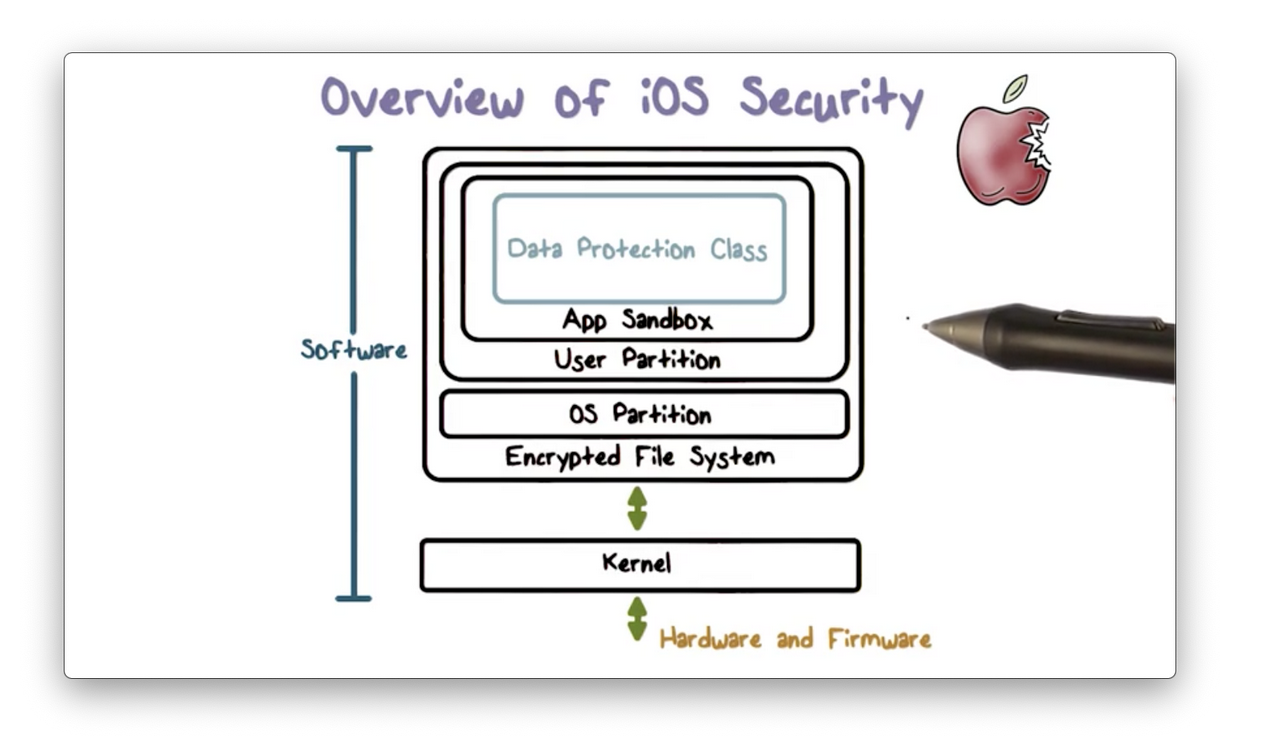 Overview of iOS Security
Data Protection Class
App Sandbox
User Partition
Software
OS Partition
Encrypted File System
Kernel
Hardware and Firmware